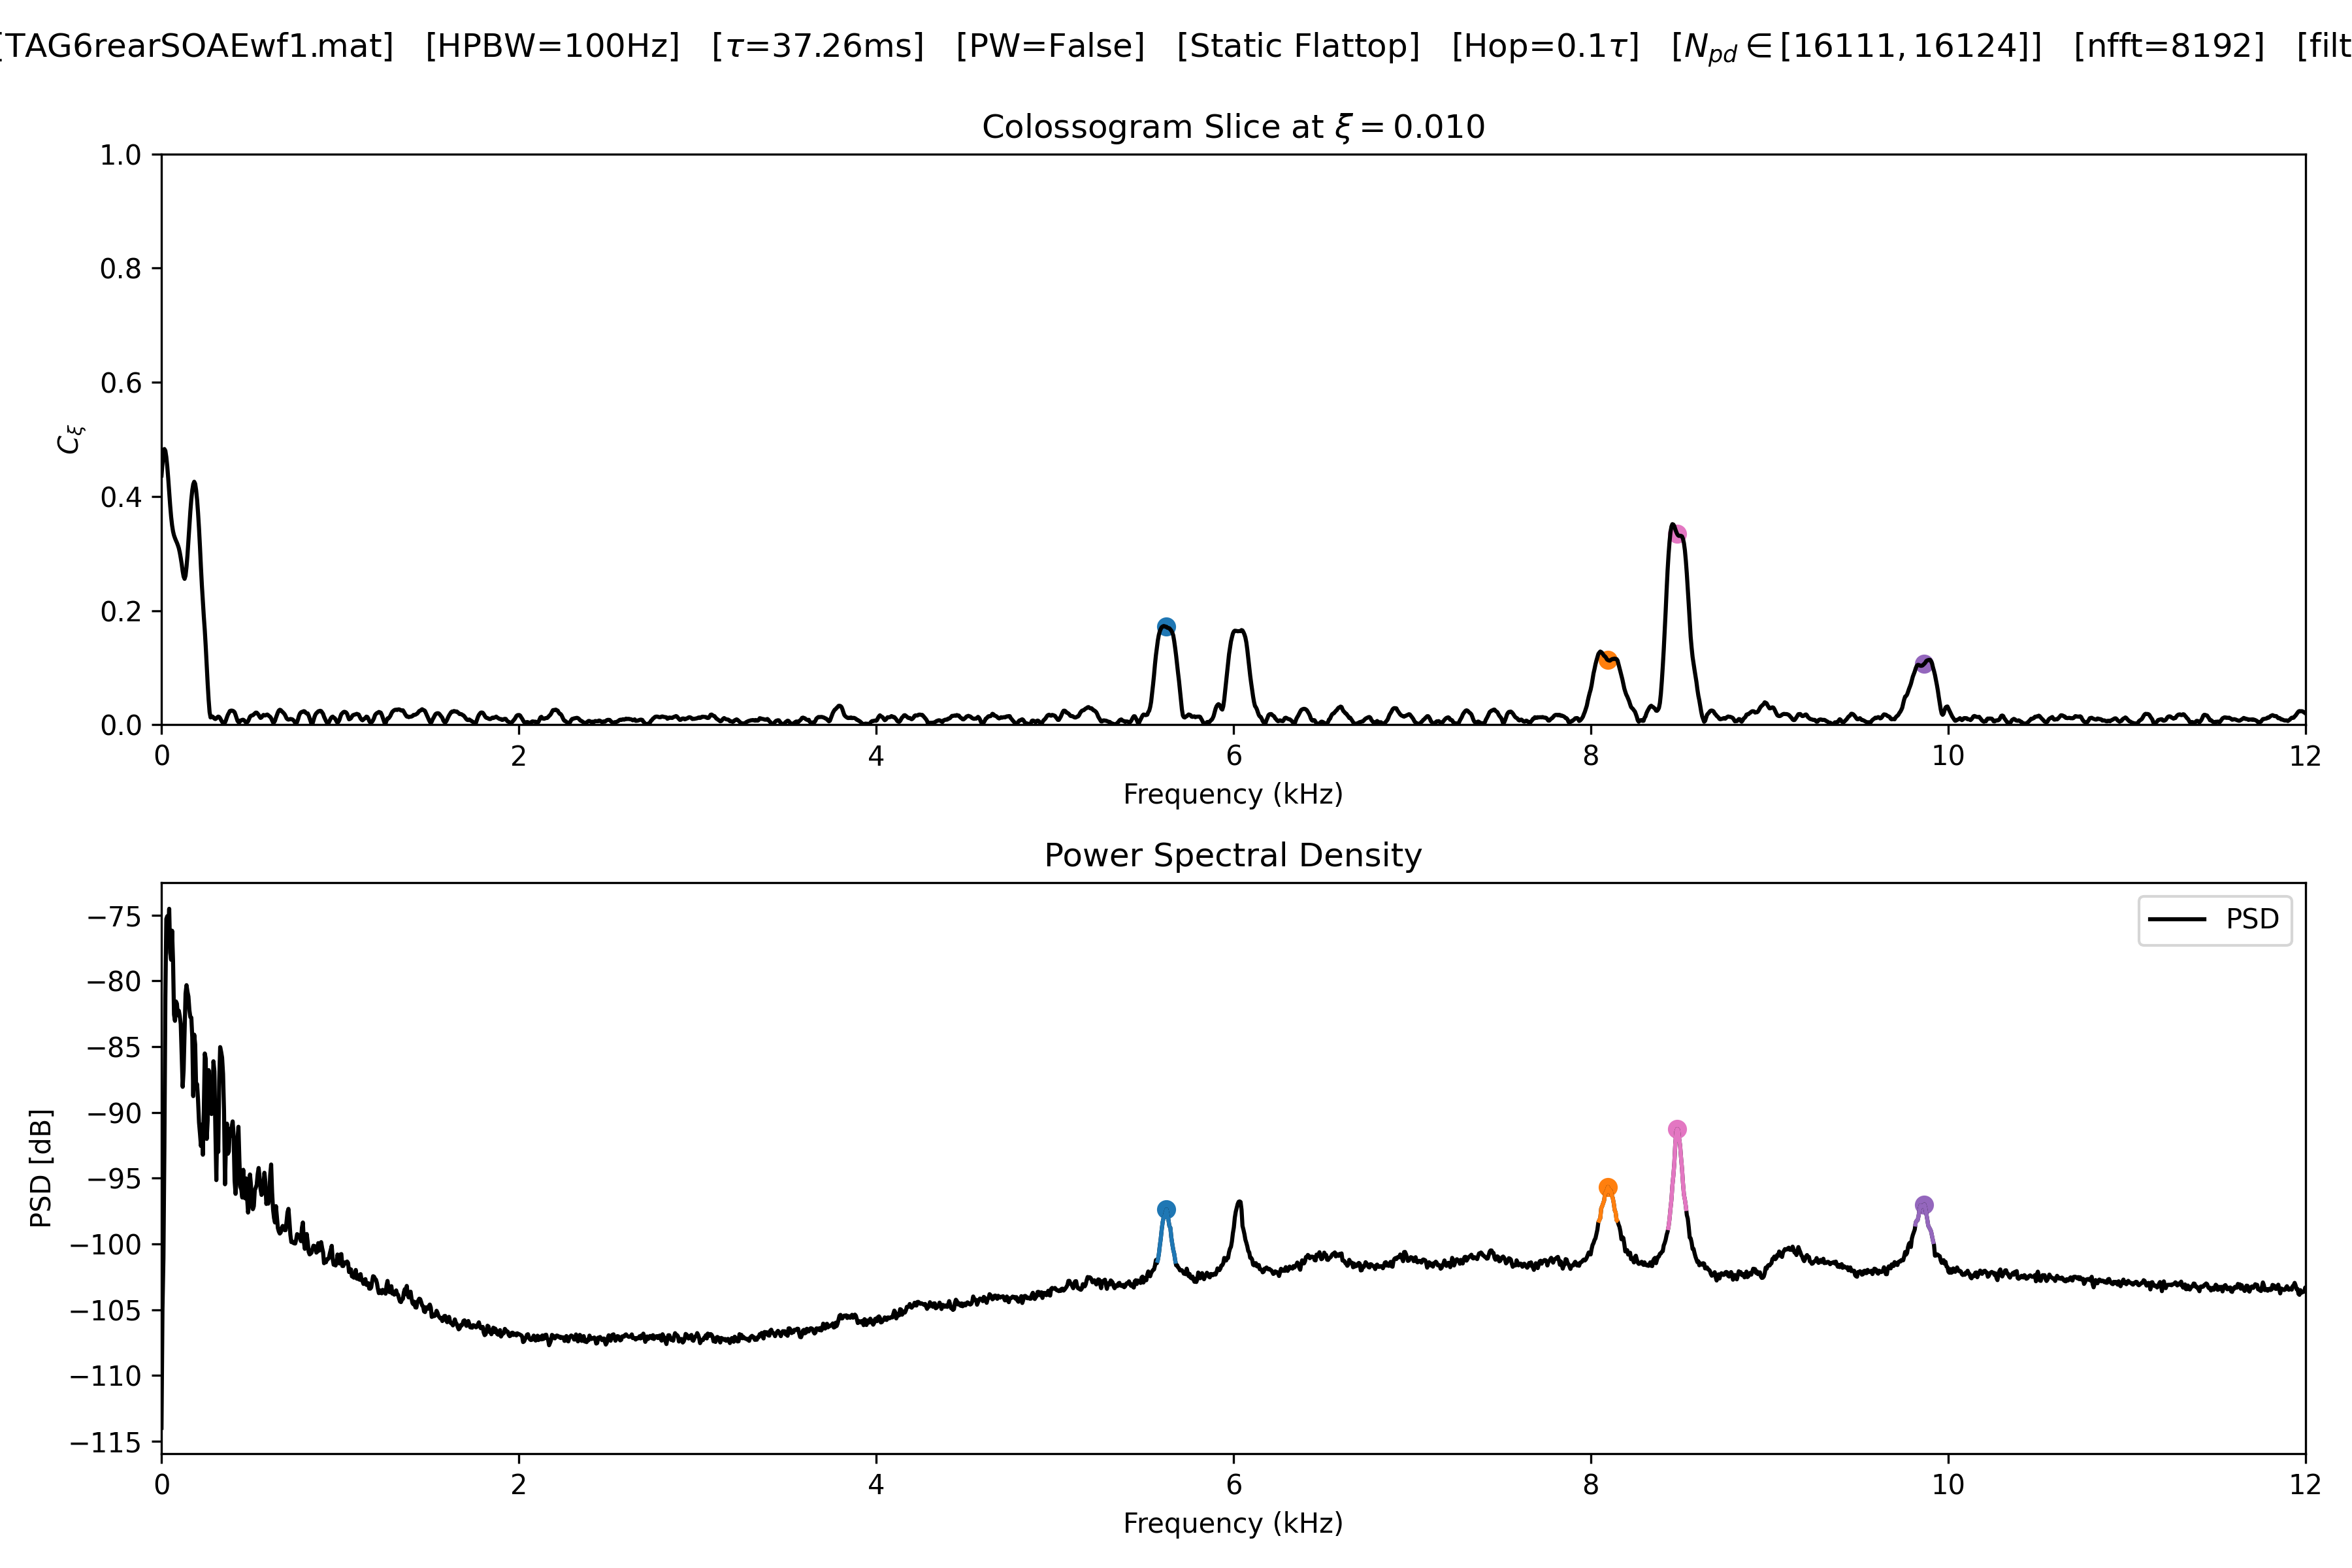 [TAG6rearSOAEwf1.mat] [HPBW=100Hz] [τ=37.26ms] [PW=False] [Static Flattop] [Hop=0.1τ] [N_pd ∈ [16111, 16124]] [nfft=8192] [filt
Colossogram Slice at ξ = 0.010
1.0
0.8
0.6
0.4
0.2
0.0
C_ξ
0 2 4 6 8 10 12
Frequency (kHz)
Power Spectral Density
PSD
−75
−80
−85
−90
−95
−100
−105
−110
−115
PSD [dB]
0 2 4 6 8 10 12
Frequency (kHz)